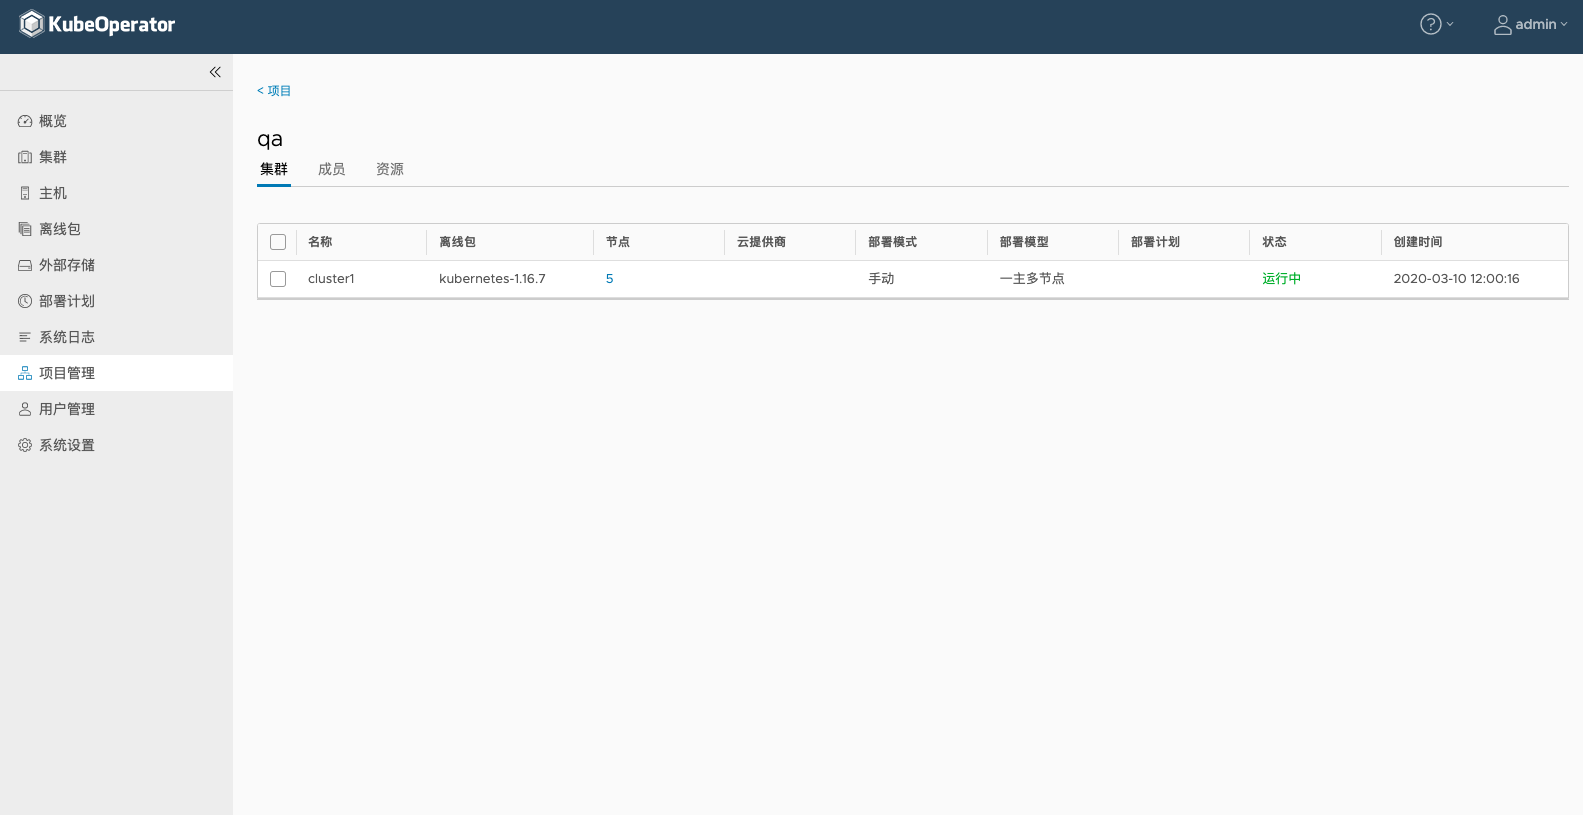 KubeOperator
? admin
概览
集群
主机
离线包
外部存储
部署计划
系统日志
项目管理
用户管理
系统设置
< 项目
qa
集群 成员 资源
名称 离线包 节点 云提供商 部署模式 部署模型 部署计划 状态 创建时间
cluster1 kubernetes-1.16.7 5 手动 一主多节点 运行中 2020-03-10 12:00:16